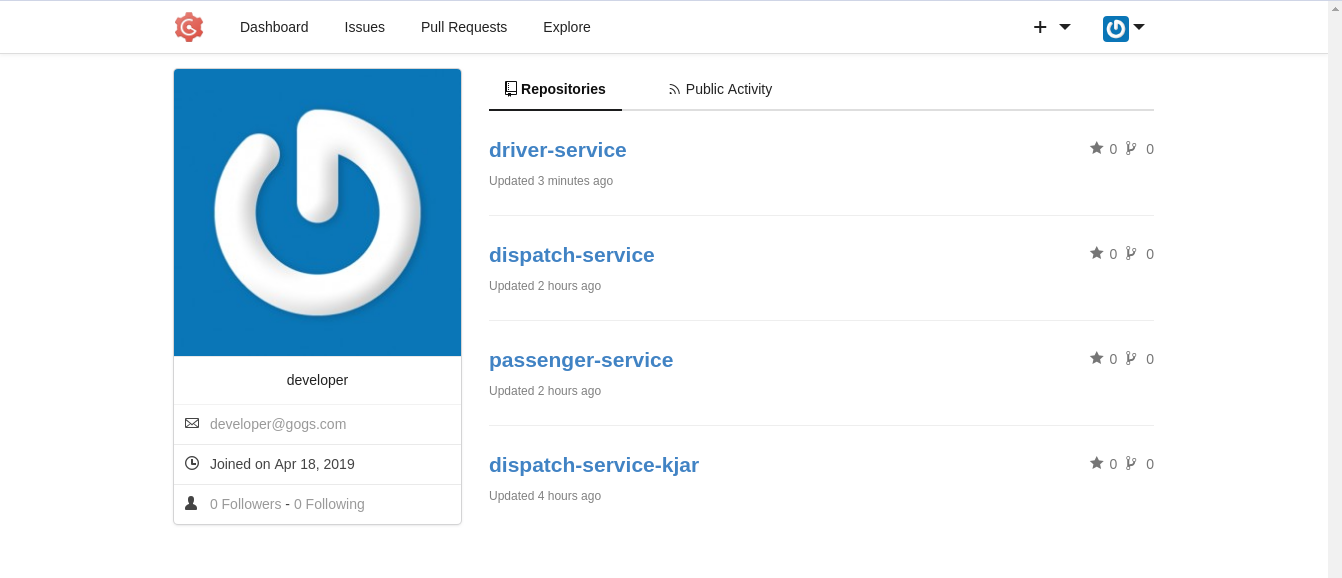 Dashboard Issues Pull Requests Explore
Repositories Public Activity
driver-service 0 0
Updated 3 minutes ago
dispatch-service 0 0
Updated 2 hours ago
passenger-service 0 0
Updated 2 hours ago
dispatch-service-kjar 0 0
Updated 4 hours ago
developer
developer@gogs.com
Joined on Apr 18, 2019
0 Followers - 0 Following